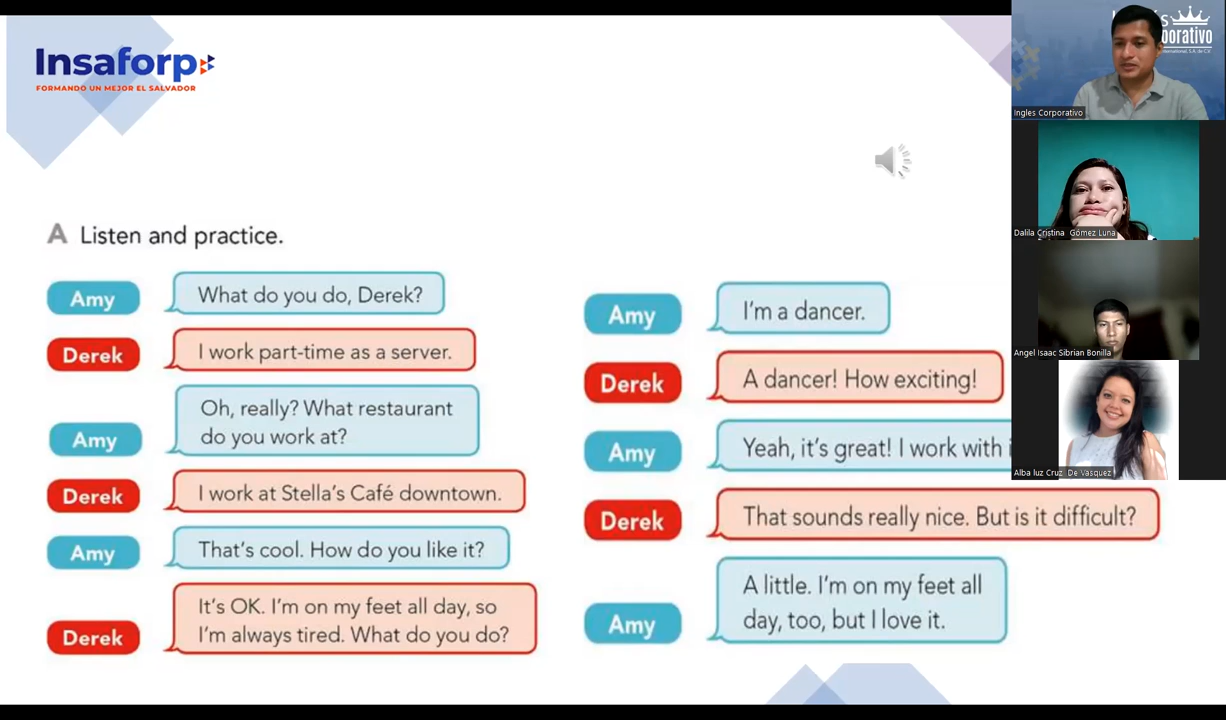 Insaforp
FORMANDO UN MEJOR EL SALVADOR
A Listen and practice.
Amy
What do you do, Derek?
Derek
I work part-time as a server.
Amy
Oh, really? What restaurant
do you work at?
Derek
I work at Stella's Café downtown.
Amy
That's cool. How do you like it?
Derek
It's OK. I'm on my feet all day, so
I'm always tired. What do you do?
Amy
I'm a dancer.
Derek
A dancer! How exciting!
Amy
Yeah, it's great! I work with
Derek
That sounds really nice. But is it difficult?
Amy
A little. I'm on my feet all
day, too, but I love it.
Ingles Corporativo
Dalila Cristina Gómez Luna
Angel Isaac Sibrian Bonilla
Alba luz Cruz De Vasquez